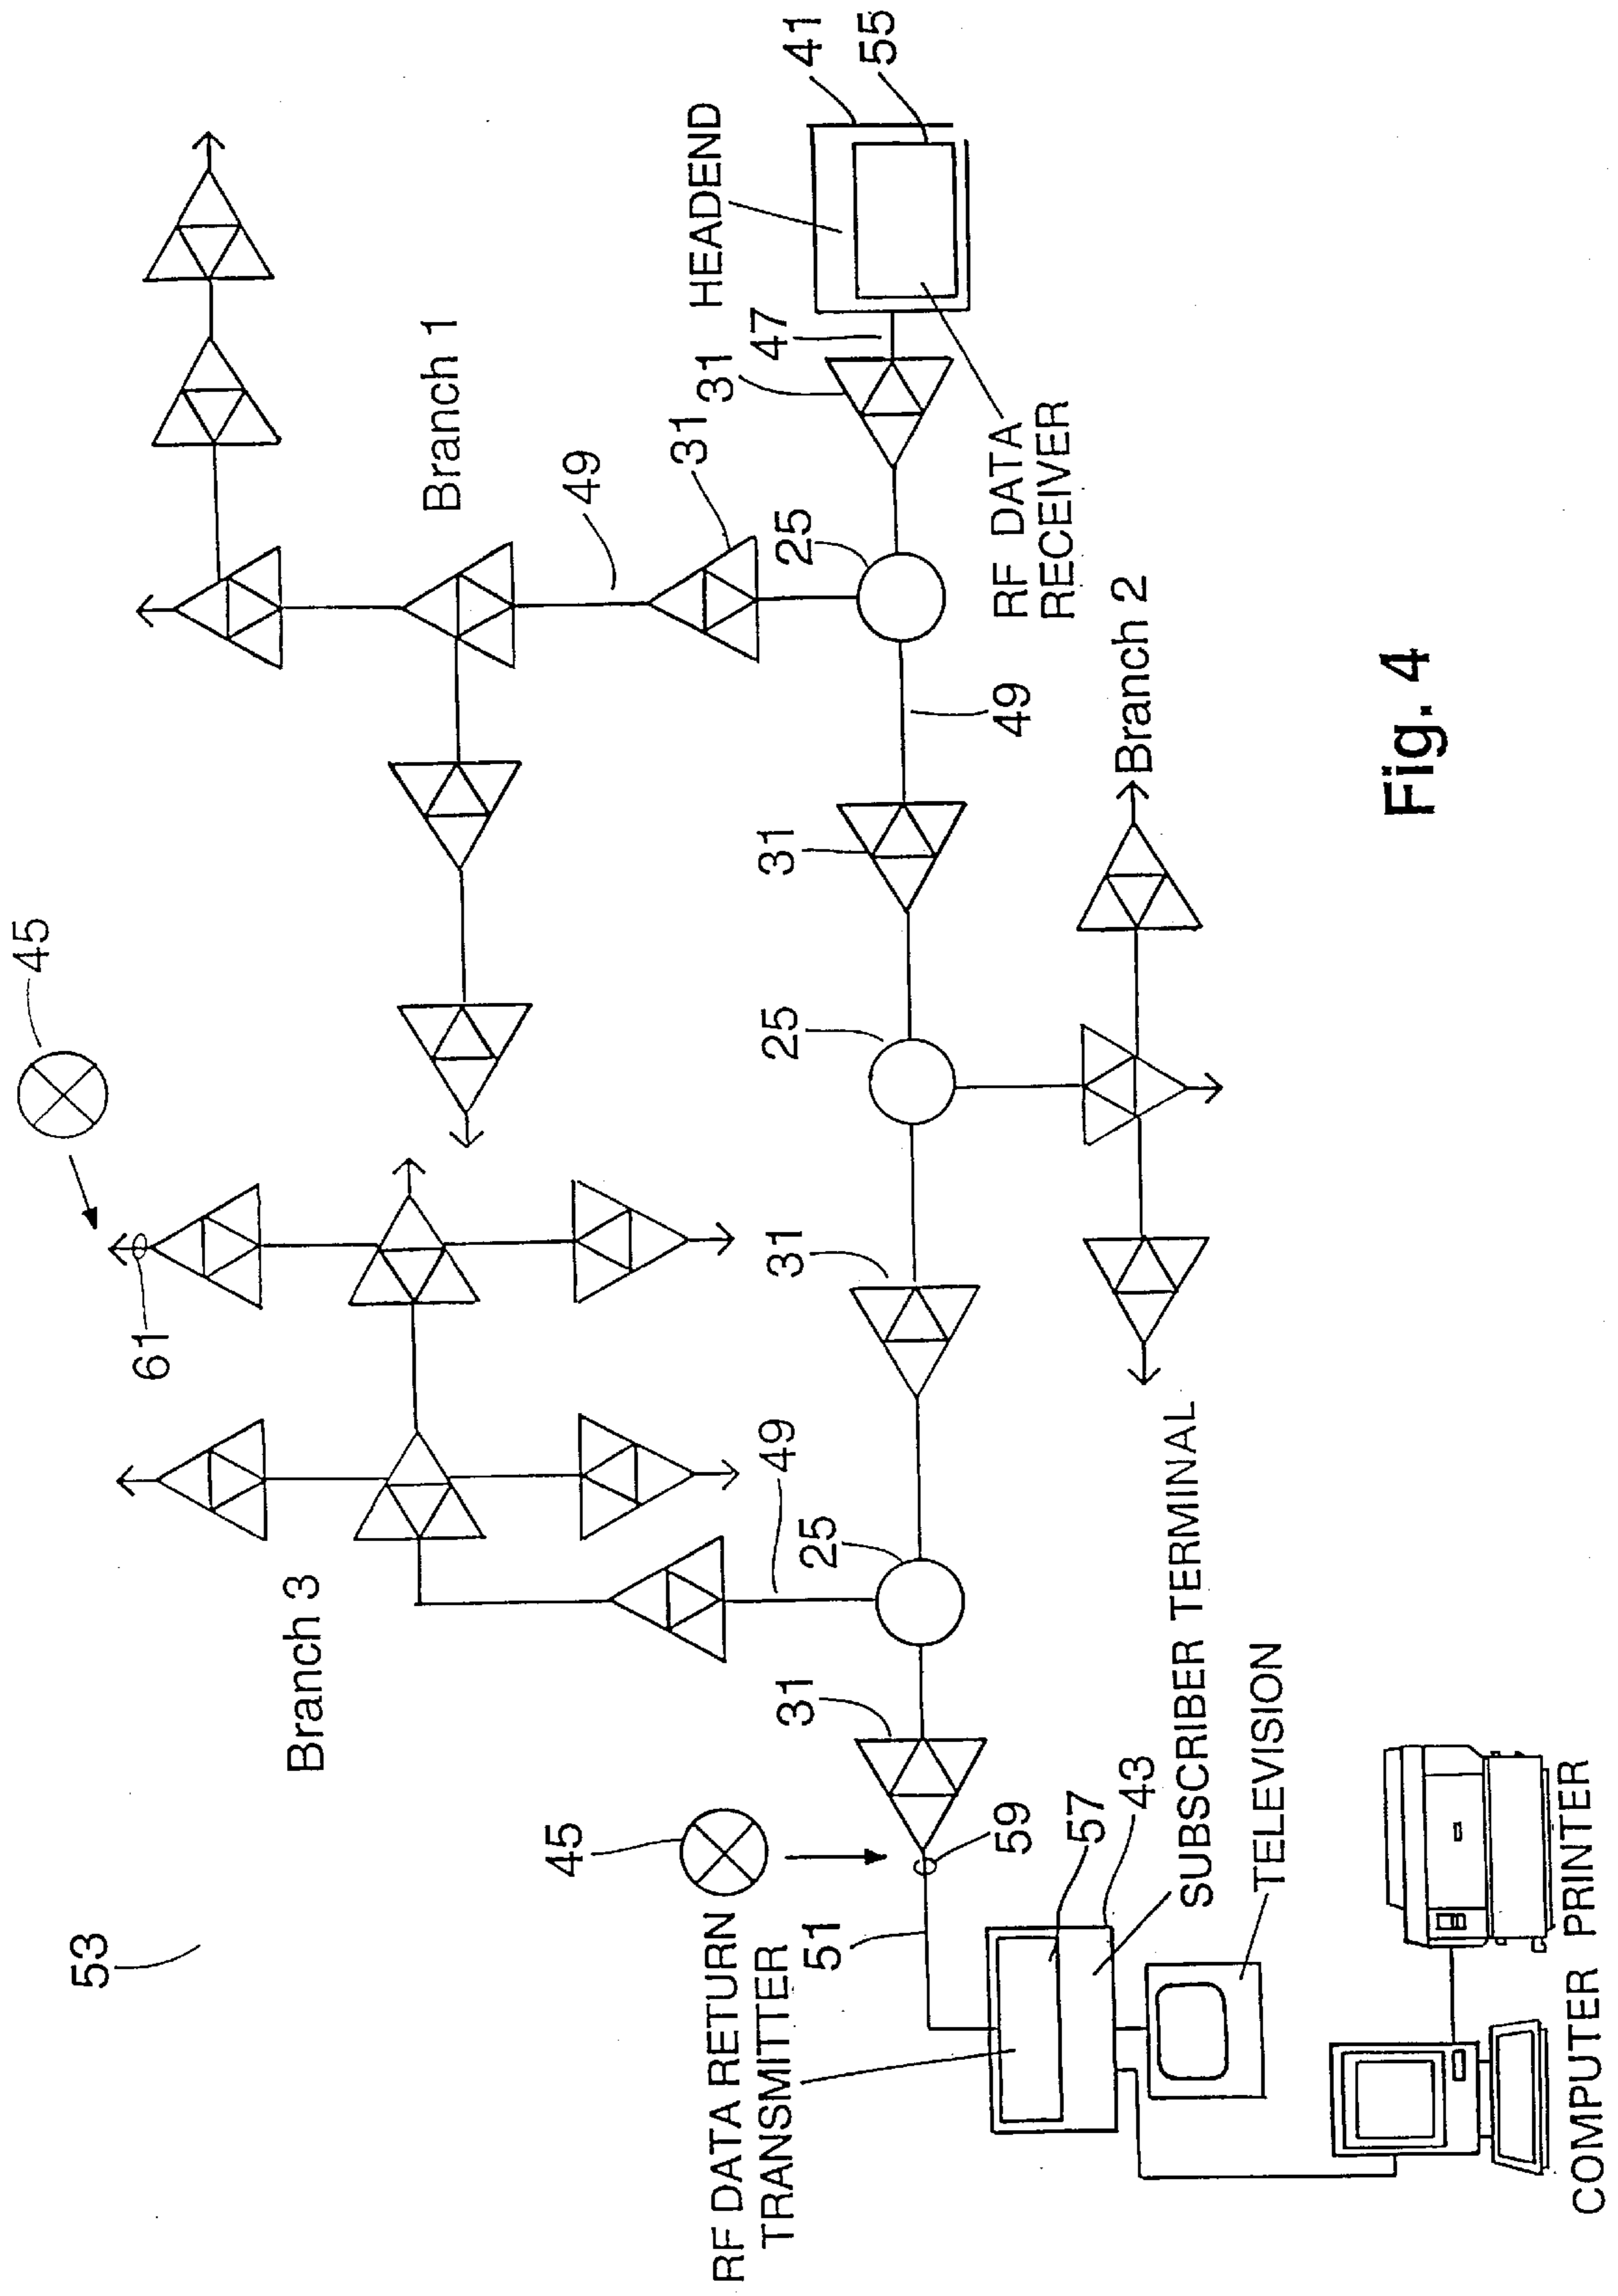 53
45
61
Branch 3
Branch 1
49
31
31
47
HEADEND
41
55
RF DATA RETURN
TRANSMITTER
45
31
25
49
31
25
31
25
51
59
49
RF DATA
RECEIVER
57
43
SUBSCRIBER TERMINAL
TELEVISION
Branch 2
COMPUTER
PRINTER
Fig. 4